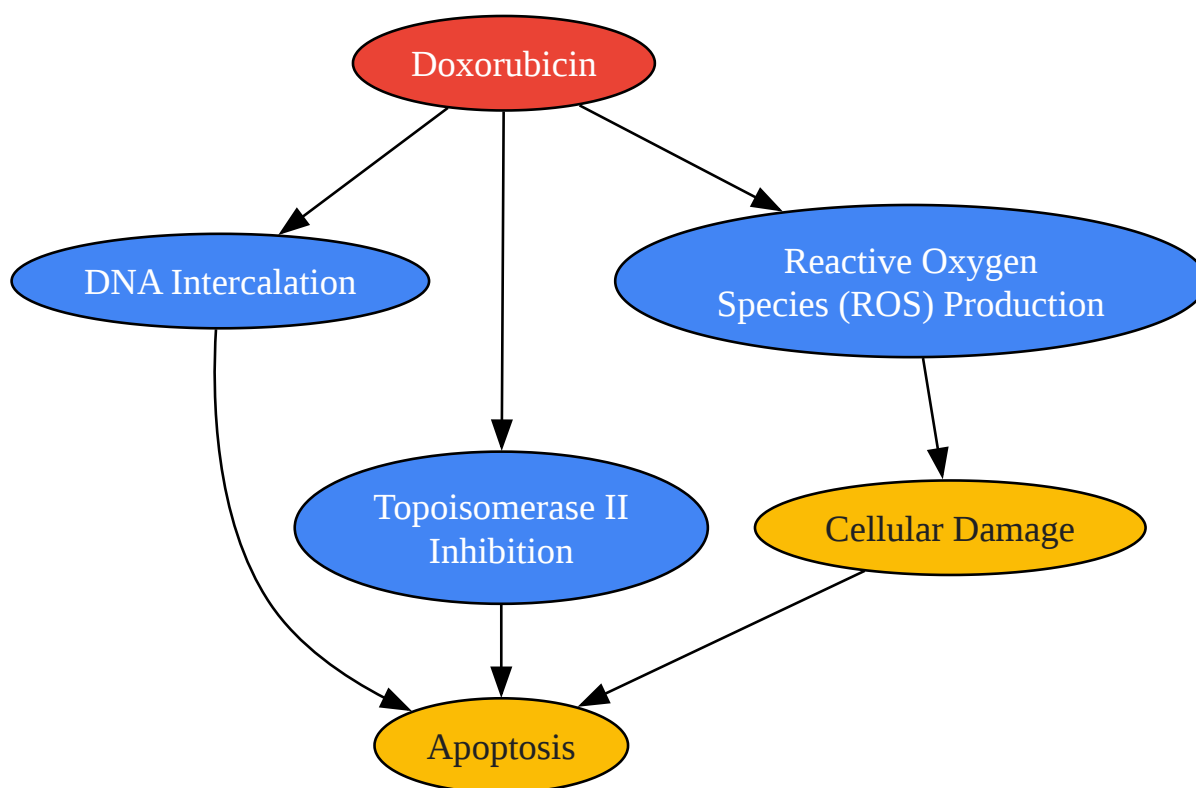 Doxorubicin
DNA Intercalation
Reactive Oxygen
Species (ROS) Production
Topoisomerase II
Inhibition
Cellular Damage
Apoptosis